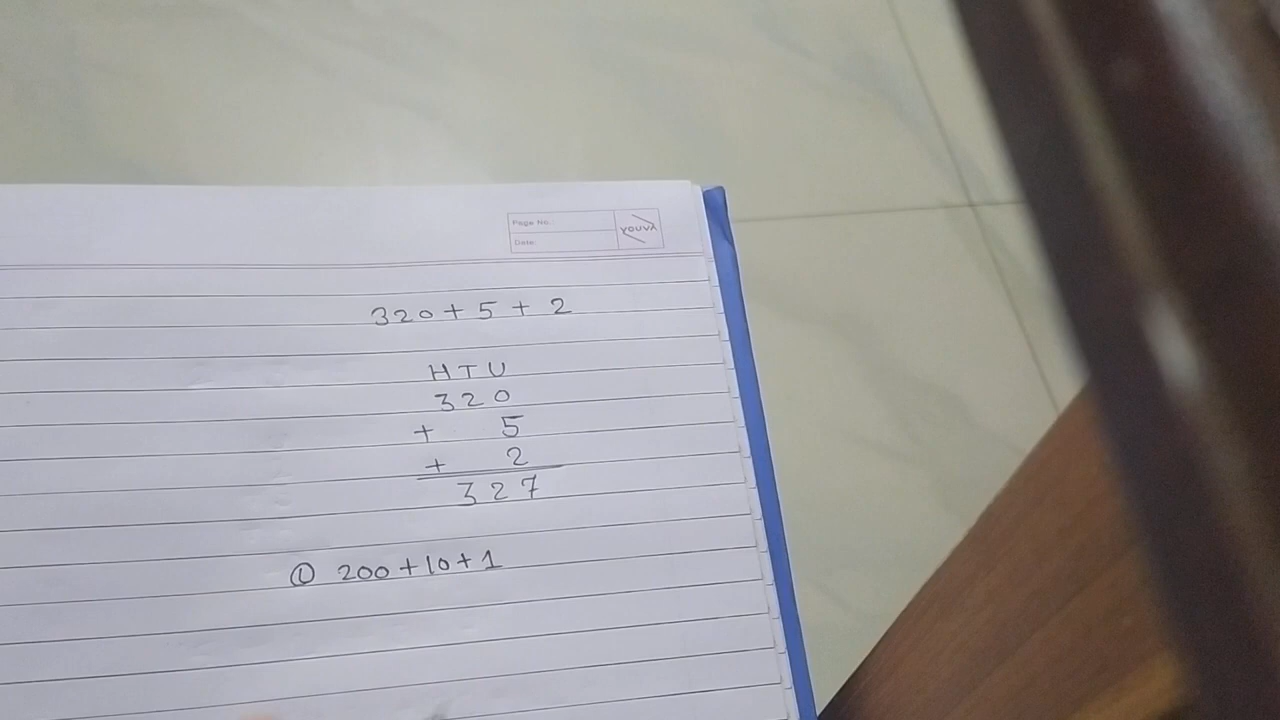 Page No.
Date:
youva
320 + 5 + 2
H T U
3 2 0
+ 5
+ 2
3 2 7
① 200 + 10 + 1